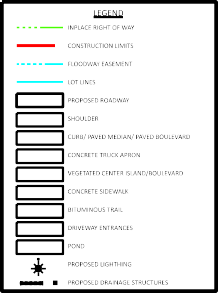 LEGEND
INPLACE RIGHT OF WAY
CONSTRUCTION LIMITS
FLOODWAY EASEMENT
LOT LINES
PROPOSED ROADWAY
SHOULDER
CURB/ PAVED MEDIAN/ PAVED BOULEVARD
CONCRETE TRUCK APRON
VEGETATED CENTER ISLAND/BOULEVARD
CONCRETE SIDEWALK
BITUMINOUS TRAIL
DRIVEWAY ENTRANCES
POND
PROPOSED LIGHTHING
PROPOSED DRAINAGE STRUCTURES